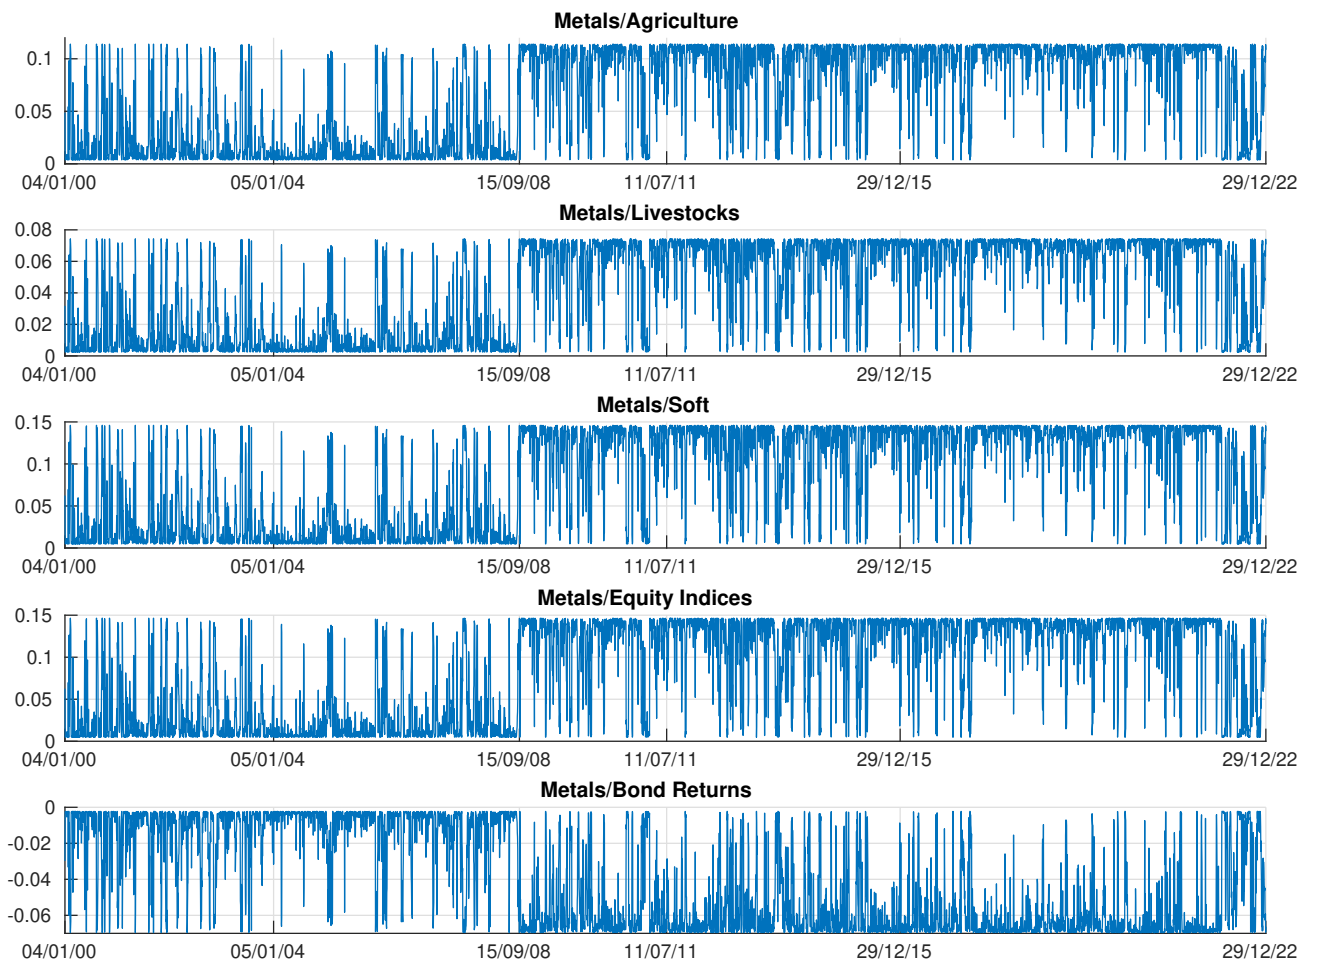 Metals/Agriculture
0.1
0.05
0
04/01/00 05/01/04 15/09/08 11/07/11 29/12/15 29/12/22
Metals/Livestocks
0.08
0.06
0.04
0.02
0
04/01/00 05/01/04 15/09/08 11/07/11 29/12/15 29/12/22
Metals/Soft
0.15
0.1
0.05
0
04/01/00 05/01/04 15/09/08 11/07/11 29/12/15 29/12/22
Metals/Equity Indices
0.15
0.1
0.05
0
04/01/00 05/01/04 15/09/08 11/07/11 29/12/15 29/12/22
Metals/Bond Returns
0
-0.02
-0.04
-0.06
04/01/00 05/01/04 15/09/08 11/07/11 29/12/15 29/12/22